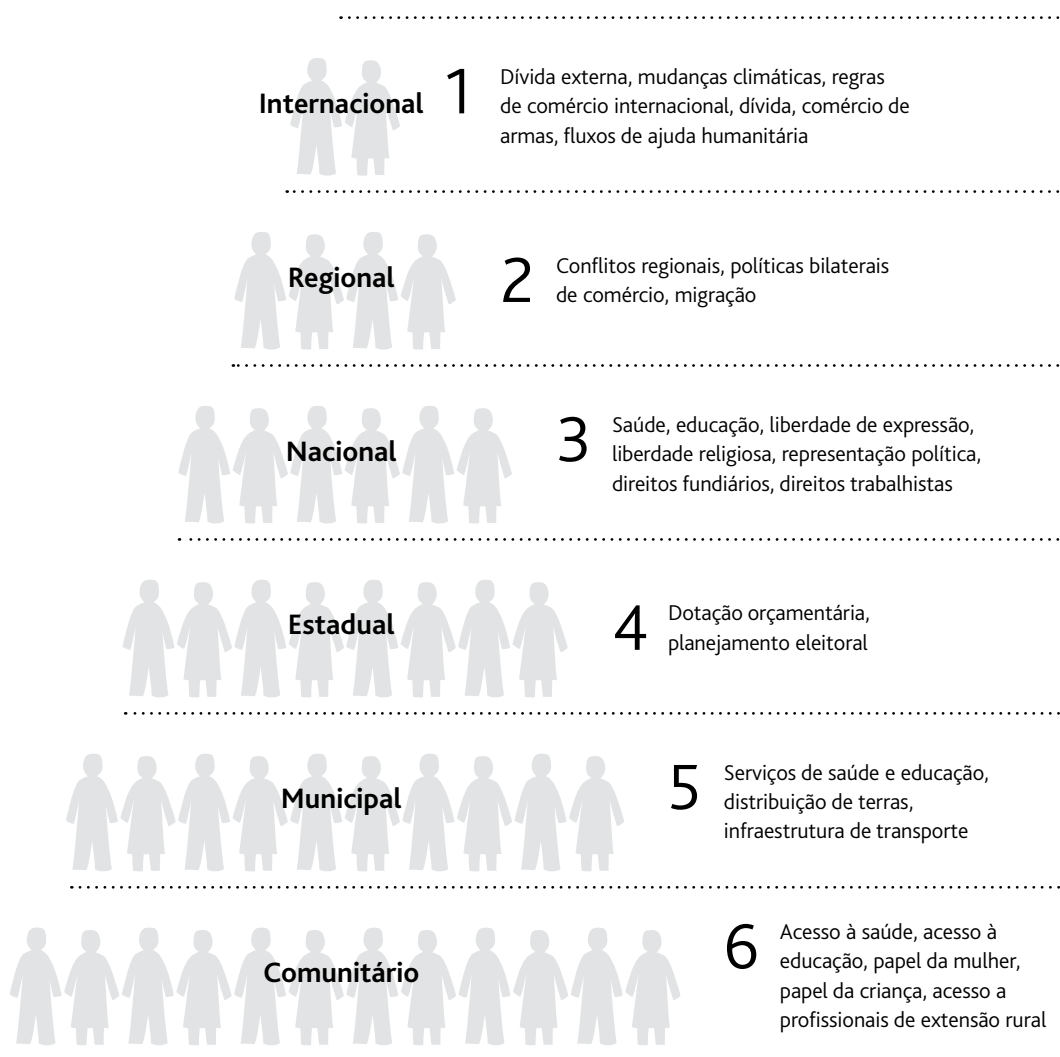 Internacional
1
Dívida externa, mudanças climáticas, regras
de comércio internacional, dívida, comércio de
armas, fluxos de ajuda humanitária
Regional
2
Conflitos regionais, políticas bilaterais
de comércio, migração
Nacional
3
Saúde, educação, liberdade de expressão,
liberdade religiosa, representação política,
direitos fundiários, direitos trabalhistas
Estadual
4
Dotação orçamentária,
planejamento eleitoral
Municipal
5
Serviços de saúde e educação,
distribuição de terras,
infraestrutura de transporte
Comunitário
6
Acesso à saúde, acesso à
educação, papel da mulher,
papel da criança, acesso a
profissionais de extensão rural